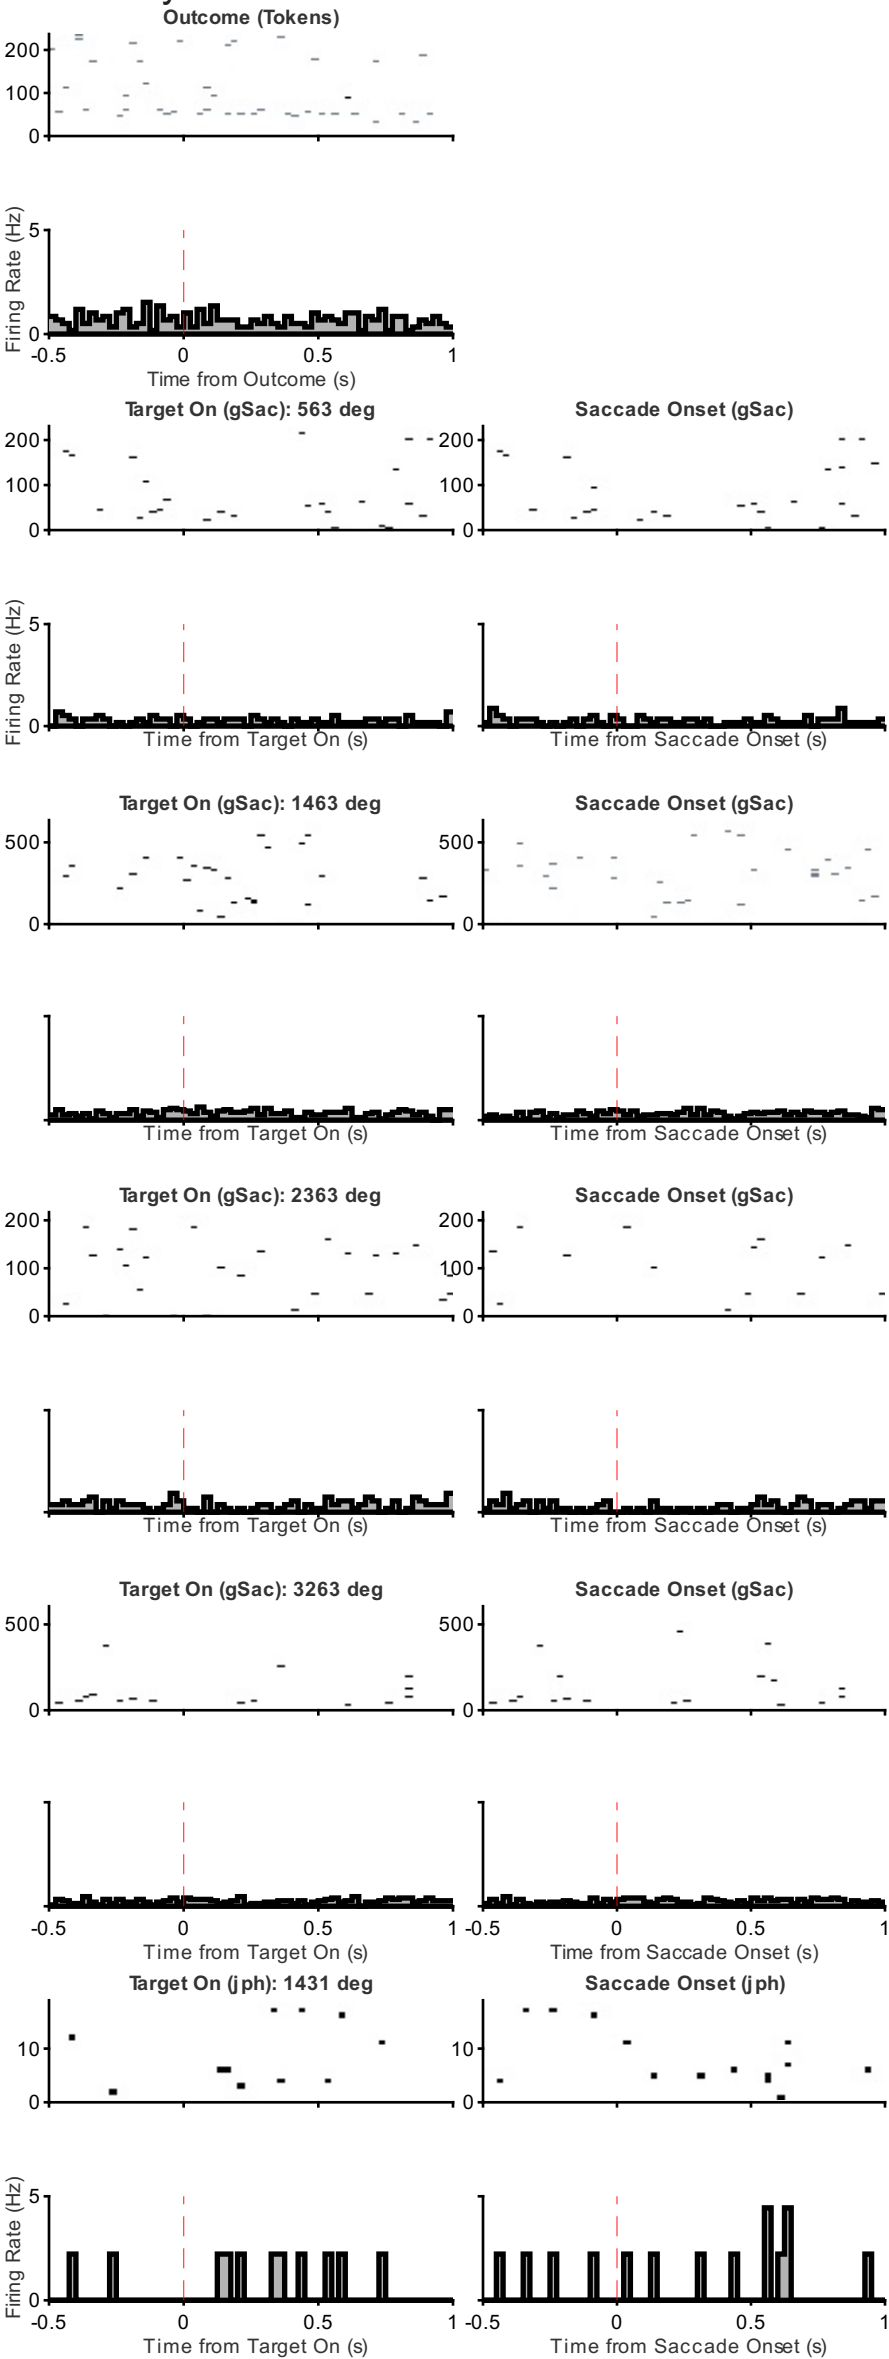 Outcome (Tokens)
200
100
0
Firing Rate (Hz)
5
0
-0.5 0 0.5 1
Time from Outcome (s)
Target On (gSac): 563 deg Saccade Onset (gSac)
200 200
100 100
0 0
Firing Rate (Hz)
5
0
Time from Target On (s) Time from Saccade Onset (s)
Target On (gSac): 1463 deg Saccade Onset (gSac)
500 500
0 0
Time from Target On (s) Time from Saccade Onset (s)
Target On (gSac): 2363 deg Saccade Onset (gSac)
200 200
100 100
0 0
Time from Target On (s) Time from Saccade Onset (s)
Target On (gSac): 3263 deg Saccade Onset (gSac)
500 500
0 0
-0.5 0 0.5 1 -0.5 0 0.5 1
Time from Target On (s) Time from Saccade Onset (s)
Target On (jph): 1431 deg Saccade Onset (jph)
10 10
0 0
Firing Rate (Hz)
5
0
-0.5 0 0.5 1 -0.5 0 0.5 1
Time from Target On (s) Time from Saccade Onset (s)